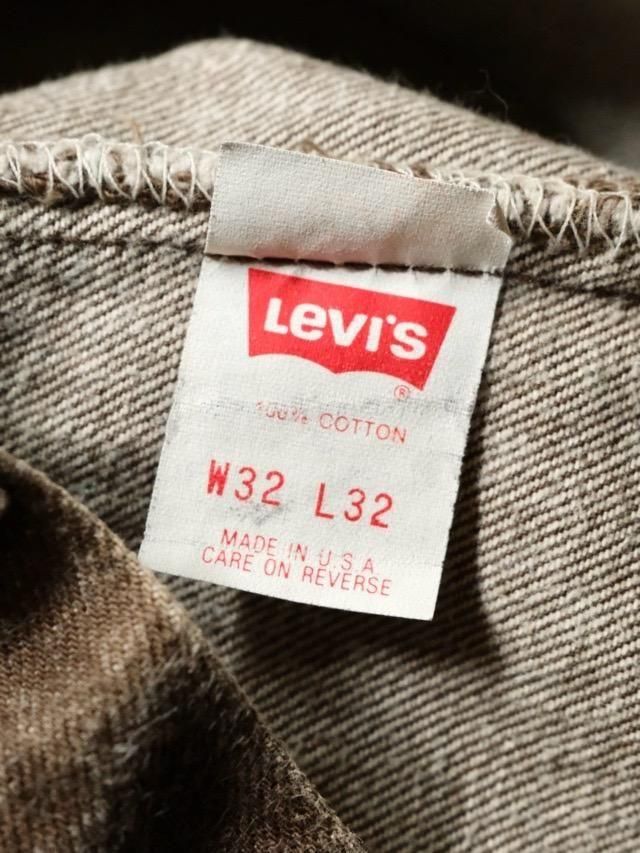 Levi's
®
100% COTTON
W32 L32
MADE IN U.S.A.
CARE ON REVERSE